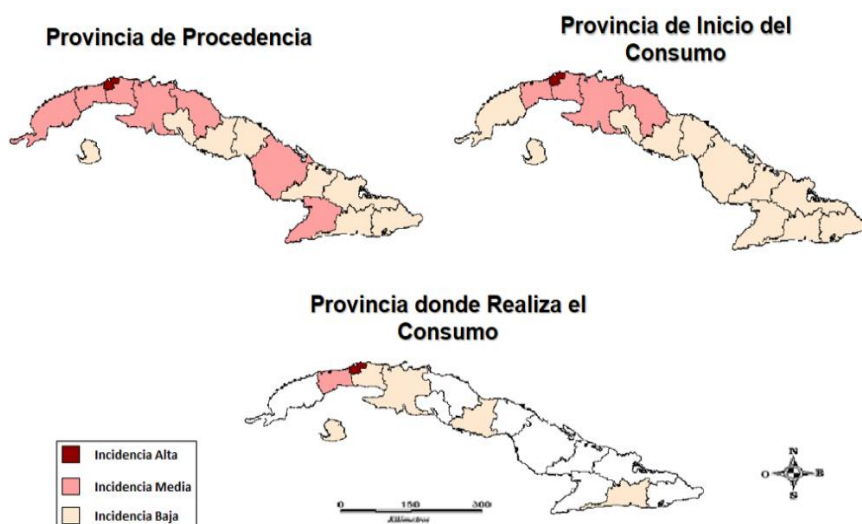 Provincia de Procedencia
Provincia de Inicio del
Consumo
Provincia donde Realiza el
Consumo
Incidencia Alta
Incidencia Media
Incidencia Baja
0 150 300
Kilómetros
N
O E
S